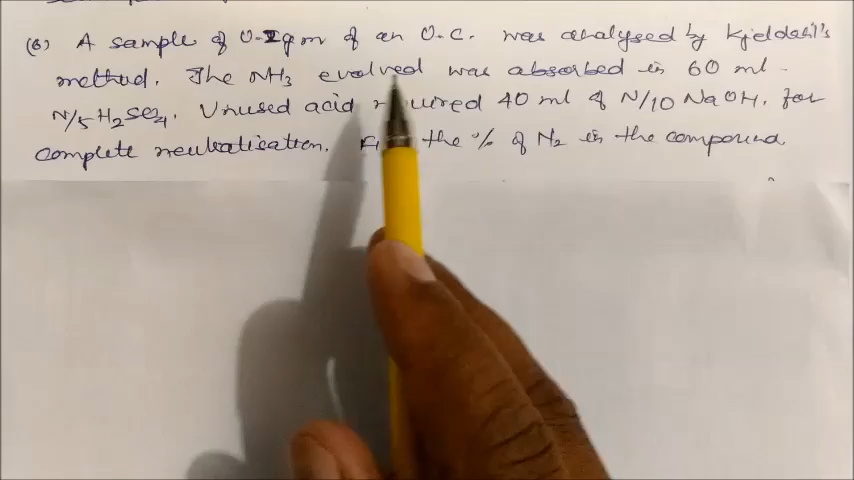 (6) A sample of 0.2gm of an O.C. was analysed by Kjeldahl's
method. The NH3 evolved was absorbed in 60 ml
N/5 H2SO4. Unused acid required 40 ml of N/10 NaOH. for
complete neutralisation. the % of N2 in the compound